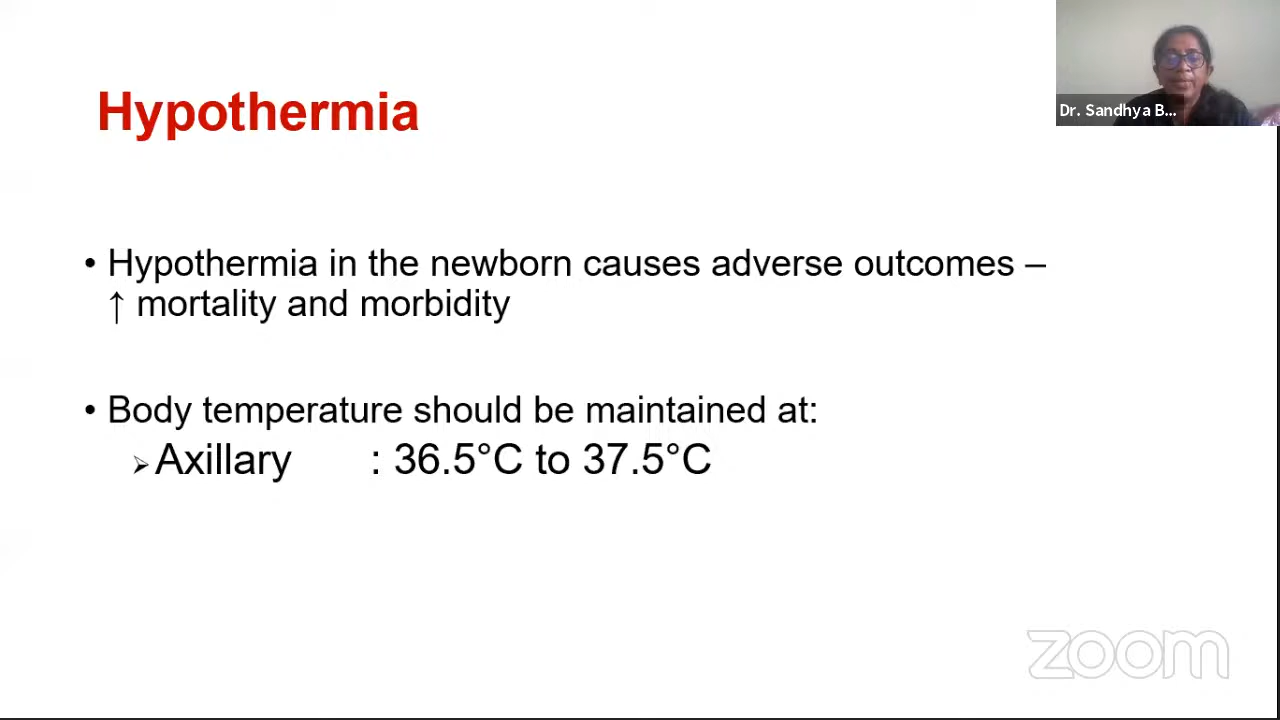 Hypothermia
Dr. Sandhya B...
• Hypothermia in the newborn causes adverse outcomes –
↑ mortality and morbidity
• Body temperature should be maintained at:
➢ Axillary : 36.5°C to 37.5°C
zoom